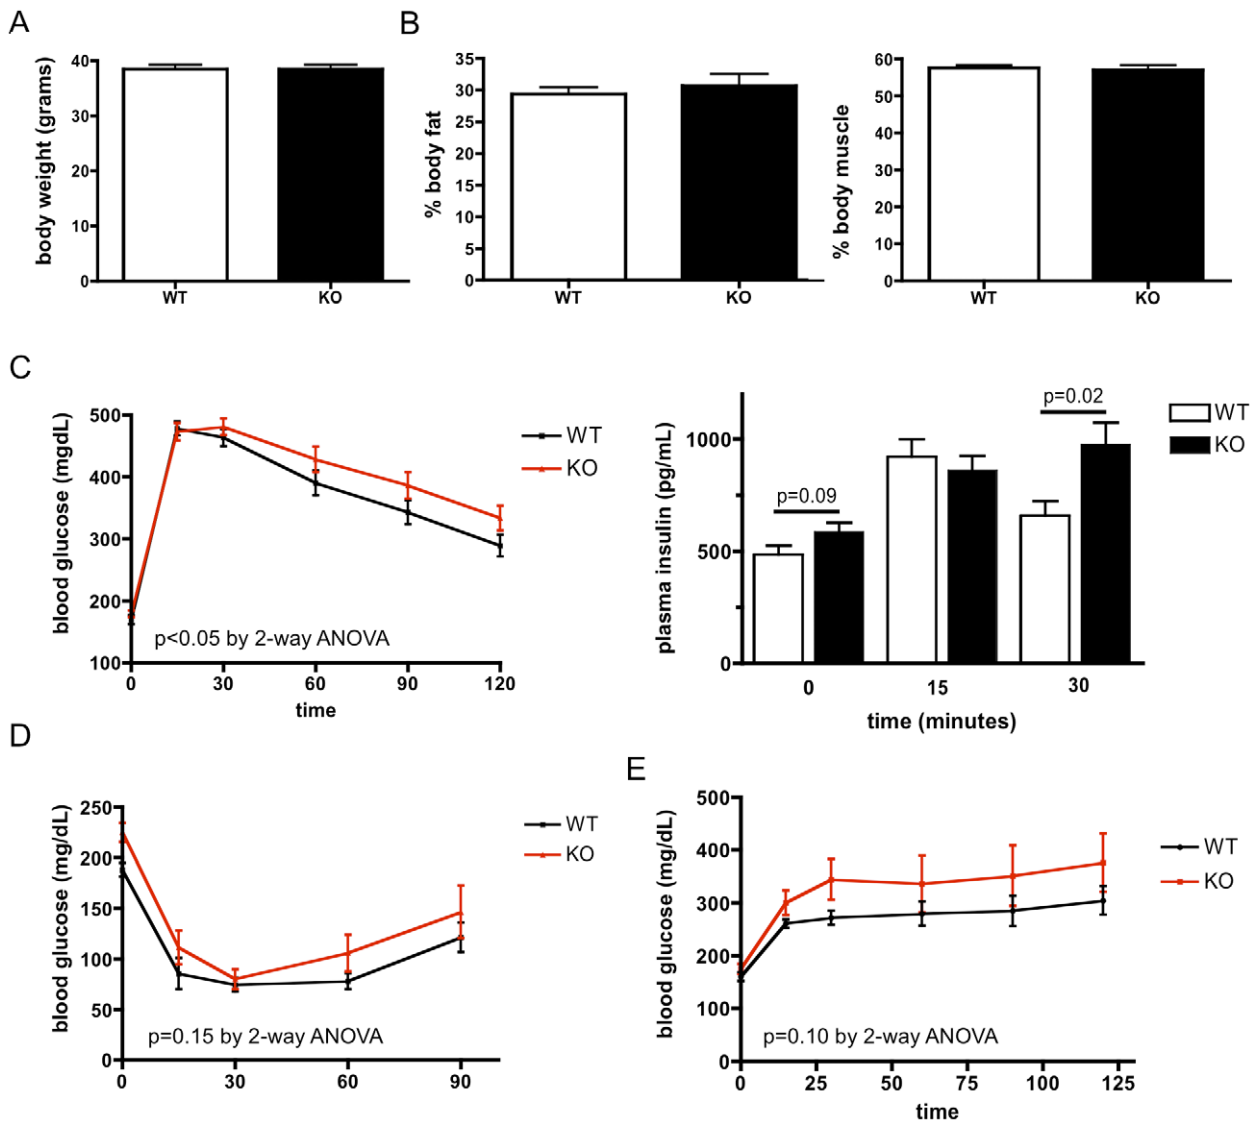 A
body weight (grams)
40
30
20
10
0
WT
KO
B
% body fat
35
30
25
20
15
10
5
0
WT
KO
% body muscle
60
50
40
30
20
10
0
WT
KO
C
blood glucose (mgdL)
500
400
300
200
100
0
30
60
90
120
time
WT
KO
p<0.05 by 2-way ANOVA
plasma insulin (pg/mL)
1000
500
0
p=0.09
p=0.02
0
15
30
time (minutes)
WT
KO
D
blood glucose (mg/dL)
250
200
150
100
50
0
0
30
60
90
WT
KO
p=0.15 by 2-way ANOVA
E
blood glucose (mg/dL)
500
400
300
200
100
0
0
25
50
75
100
125
time
WT
KO
p=0.10 by 2-way ANOVA